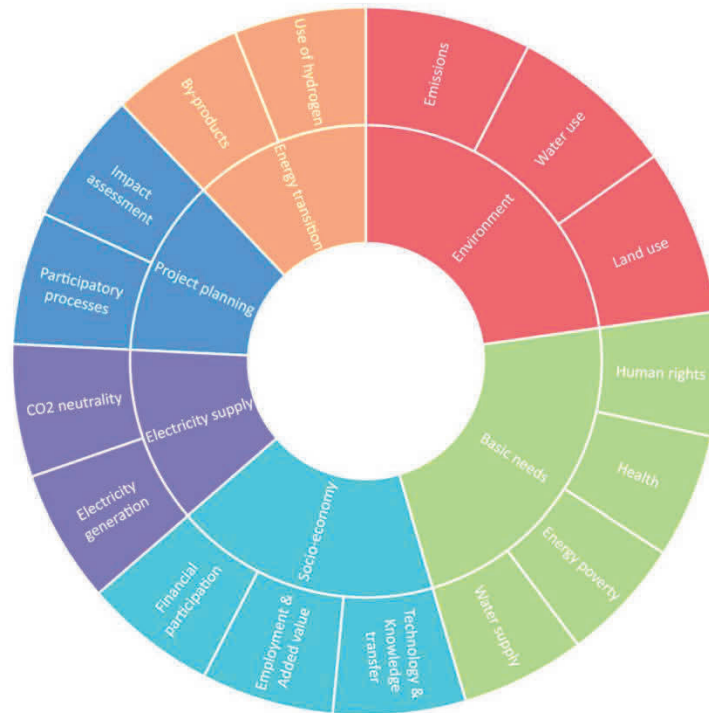 Emissions
Water use
Land use
Environment
Human rights
Health
Energy poverty
Water supply
Basic needs
Technology &
Knowledge
transfer
Employment &
Added value
Financial
participation
Socio-economy
Electricity
generation
CO2 neutrality
Electricity supply
Participatory
processes
Impact
assessment
Project planning
By-products
Use of hydrogen
Energy transition